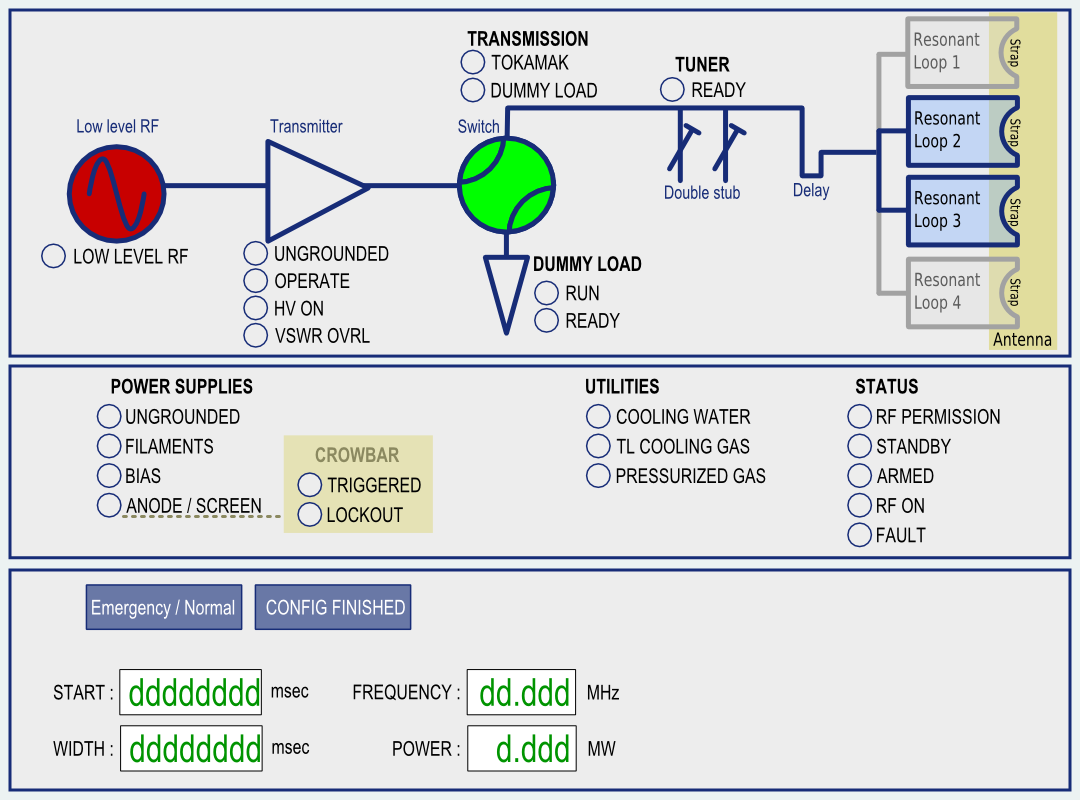 TRANSMISSION
TOKAMAK
DUMMY LOAD
TUNER
READY
Resonant
Loop 1
Strap
Low level RF
Transmitter
Switch
Resonant
Loop 2
Strap
Double stub
Delay
Resonant
Loop 3
Strap
LOW LEVEL RF
UNGROUNDED
OPERATE
HV ON
VSWR OVRL
DUMMY LOAD
RUN
READY
Resonant
Loop 4
Strap
Antenna
POWER SUPPLIES
UNGROUNDED
FILAMENTS
BIAS
ANODE / SCREEN
CROWBAR
TRIGGERED
LOCKOUT
UTILITIES
COOLING WATER
TL COOLING GAS
PRESSURIZED GAS
STATUS
RF PERMISSION
STANDBY
ARMED
RF ON
FAULT
Emergency / Normal
CONFIG FINISHED
START : dddddddd msec
FREQUENCY : dd.ddd MHz
WIDTH : dddddddd msec
POWER : d.ddd MW